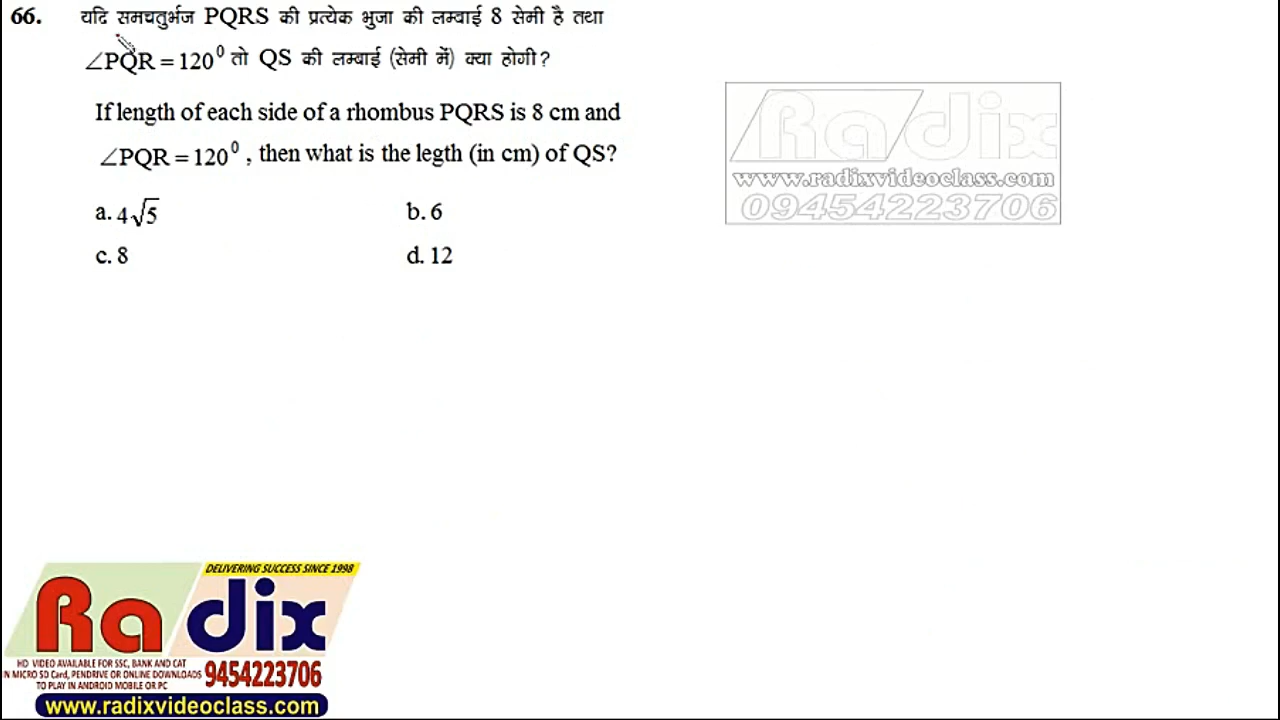 66. यदि समचतुर्भज PQRS की प्रत्येक भुजा की लम्बाई 8 सेमी है तथा
∠PQR = 120⁰ तो QS की लम्बाई (सेमी में) क्या होगी?
If length of each side of a rhombus PQRS is 8 cm and
∠PQR = 120⁰ , then what is the legth (in cm) of QS?
a. 4√5 b. 6
c. 8 d. 12
Radix
www.radixvideoclass.com
09454223706
DELIVERING SUCCESS SINCE 1998
Radix
HD VIDEO AVAILABLE FOR SSC, BANK AND CAT
IN MICRO SD Card, PENDRIVE OR ONLINE DOWNLOADS
TO PLAY IN ANDROID MOBILE OR PC
9454223706
www.radixvideoclass.com